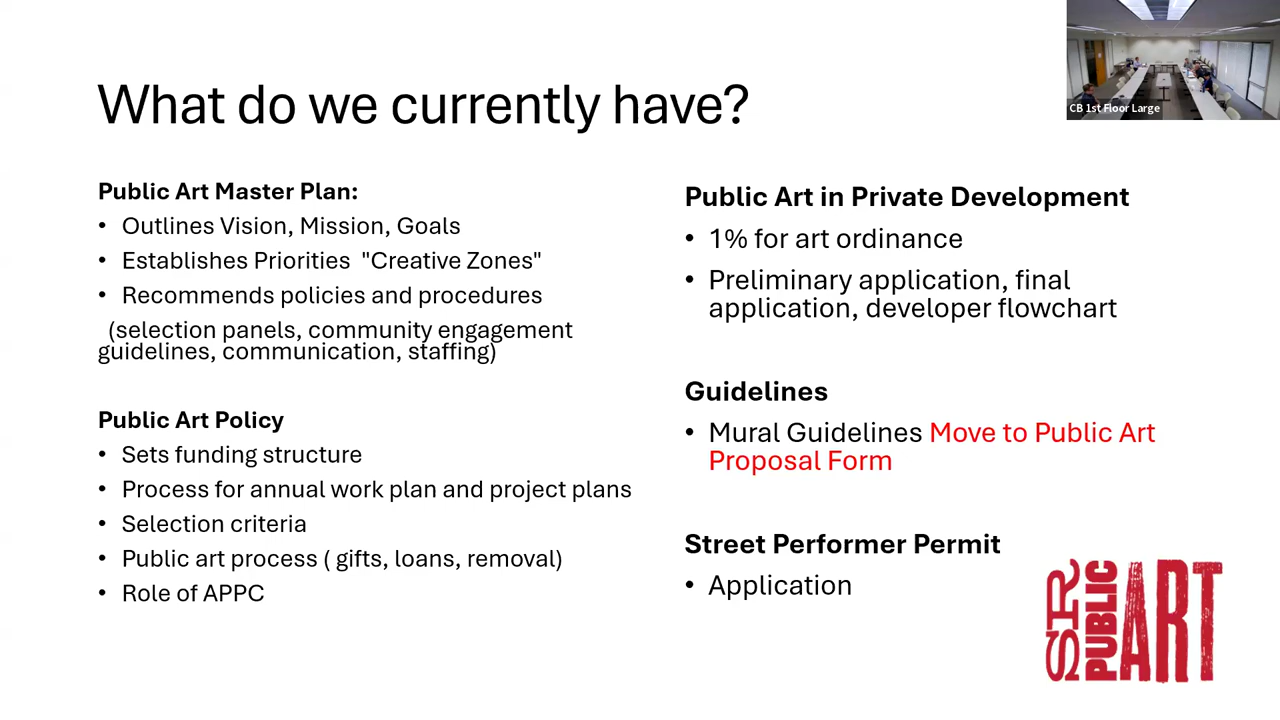 What do we currently have?
CB 1st Floor Large
Public Art Master Plan:
• Outlines Vision, Mission, Goals
• Establishes Priorities "Creative Zones"
• Recommends policies and procedures
(selection panels, community engagement
guidelines, communication, staffing)
Public Art Policy
• Sets funding structure
• Process for annual work plan and project plans
• Selection criteria
• Public art process ( gifts, loans, removal)
• Role of APPC
Public Art in Private Development
• 1% for art ordinance
• Preliminary application, final
application, developer flowchart
Guidelines
• Mural Guidelines Move to Public Art
Proposal Form
Street Performer Permit
• Application
SR
PUBLIC
ART